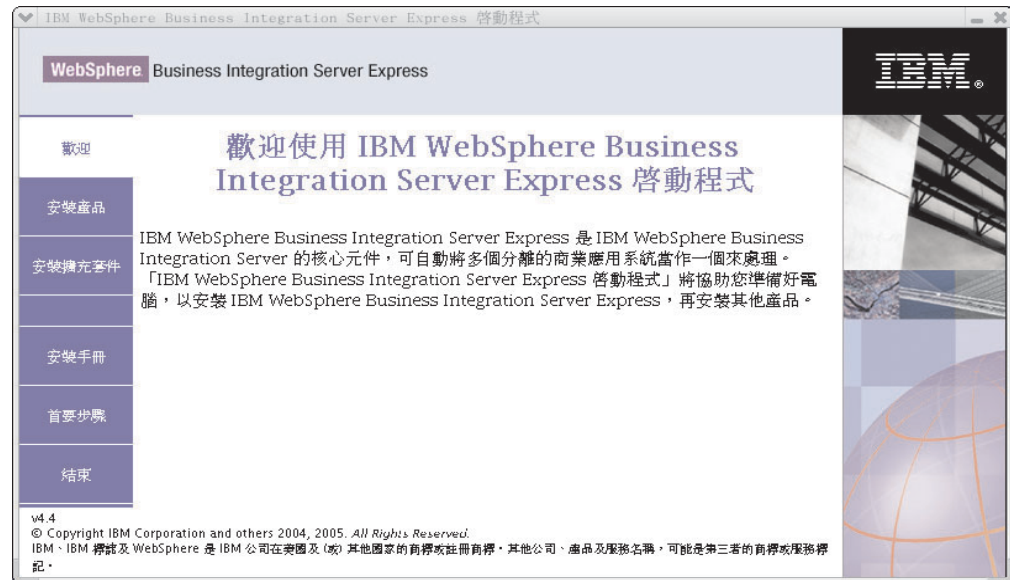 IBM WebSphere Business Integration Server Express 啓動程式
WebSphere. Business Integration Server Express
IBM®
歡迎
安裝產品
安裝擴充套件
安裝手冊
首要步驟
結束
歡迎使用 IBM WebSphere Business
Integration Server Express 啓動程式
IBM WebSphere Business Integration Server Express 是 IBM WebSphere Business
Integration Server 的核心元件，可自動將多個分離的商業應用系統當作一個來處理。
「IBM WebSphere Business Integration Server Express 啓動程式」將協助您準備好電
腦，以安裝 IBM WebSphere Business Integration Server Express，再安裝其他產品。
v4.4
© Copyright IBM Corporation and others 2004, 2005. All Rights Reserved.
IBM、IBM 標誌及 WebSphere 是 IBM 公司在美國及 (或) 其他國家的商標或註冊商標。其他公司、產品及服務名稱，可能是第三者的商標或服務標
記。